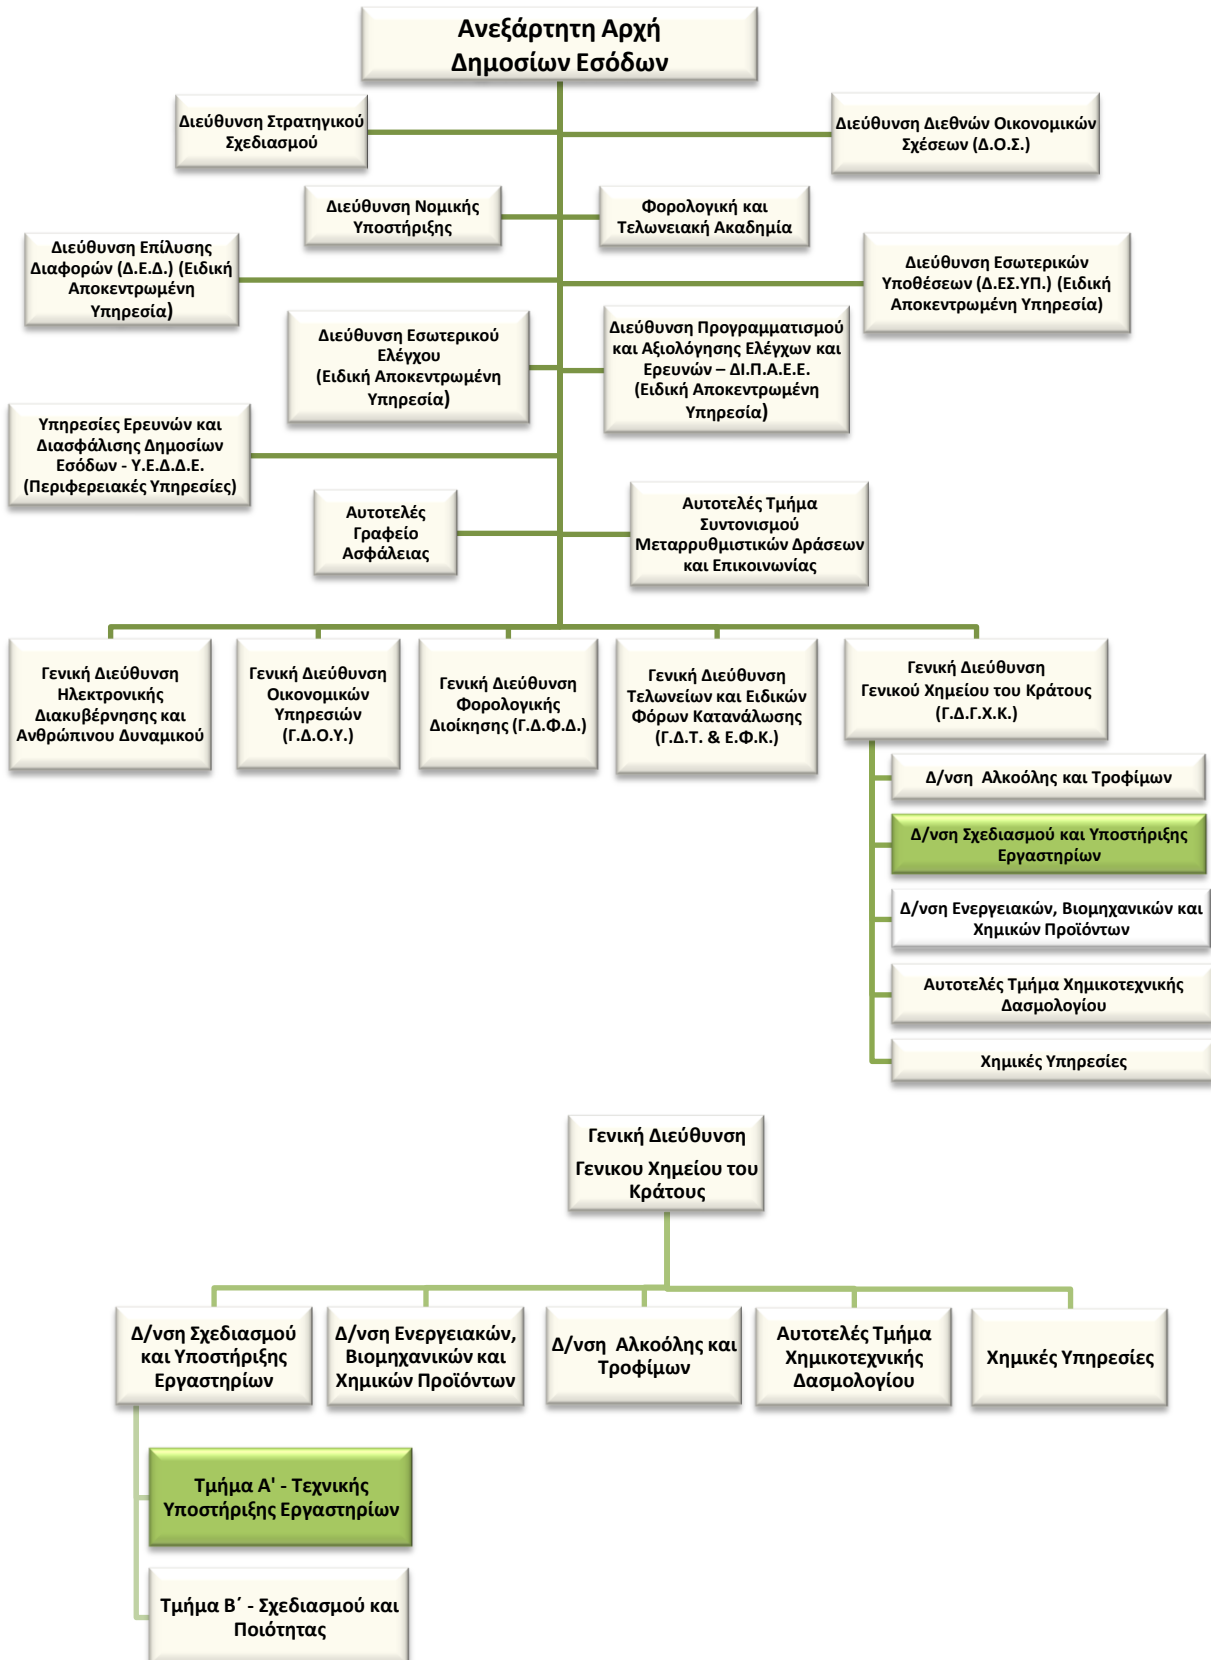 Ανεξάρτητη Αρχή
Δημοσίων Εσόδων
Διεύθυνση Στρατηγικού
Σχεδιασμού
Διεύθυνση Διεθνών Οικονομικών
Σχέσεων (Δ.Ο.Σ.)
Διεύθυνση Νομικής
Υποστήριξης
Φορολογική και
Τελωνειακή Ακαδημία
Διεύθυνση Επίλυσης
Διαφορών (Δ.Ε.Δ.) (Ειδική
Αποκεντρωμένη
Υπηρεσία)
Διεύθυνση Εσωτερικών
Υποθέσεων (Δ.ΕΣ.ΥΠ.) (Ειδική
Αποκεντρωμένη Υπηρεσία)
Διεύθυνση Εσωτερικού
Ελέγχου
(Ειδική Αποκεντρωμένη
Υπηρεσία)
Διεύθυνση Προγραμματισμού
και Αξιολόγησης Ελέγχων και
Ερευνών – ΔΙ.Π.Α.Ε.Ε.
(Ειδική Αποκεντρωμένη
Υπηρεσία)
Υπηρεσίες Ερευνών και
Διασφάλισης Δημοσίων
Εσόδων - Υ.Ε.Δ.Δ.Ε.
(Περιφερειακές Υπηρεσίες)
Αυτοτελές
Γραφείο
Ασφάλειας
Αυτοτελές Τμήμα
Συντονισμού
Μεταρρυθμιστικών Δράσεων
και Επικοινωνίας
Γενική Διεύθυνση
Ηλεκτρονικής
Διακυβέρνησης και
Ανθρώπινου Δυναμικού
Γενική Διεύθυνση
Οικονομικών
Υπηρεσιών
(Γ.Δ.Ο.Υ.)
Γενική Διεύθυνση
Φορολογικής
Διοίκησης (Γ.Δ.Φ.Δ.)
Γενική Διεύθυνση
Τελωνείων και Ειδικών
Φόρων Κατανάλωσης
(Γ.Δ.Τ. & Ε.Φ.Κ.)
Γενική Διεύθυνση
Γενικού Χημείου του Κράτους
(Γ.Δ.Γ.Χ.Κ.)
Δ/νση Αλκοόλης και Τροφίμων
Δ/νση Σχεδιασμού και Υποστήριξης
Εργαστηρίων
Δ/νση Ενεργειακών, Βιομηχανικών και
Χημικών Προϊόντων
Αυτοτελές Τμήμα Χημικοτεχνικής
Δασμολογίου
Χημικές Υπηρεσίες
Γενική Διεύθυνση
Γενικου Χημείου του
Κράτους
Δ/νση Σχεδιασμού
και Υποστήριξης
Εργαστηρίων
Δ/νση Ενεργειακών,
Βιομηχανικών και
Χημικών Προϊόντων
Δ/νση Αλκοόλης και
Τροφίμων
Αυτοτελές Τμήμα
Χημικοτεχνικής
Δασμολογίου
Χημικές Υπηρεσίες
Τμήμα Α' - Τεχνικής
Υποστήριξης Εργαστηρίων
Τμήμα Β΄ - Σχεδιασμού και
Ποιότητας